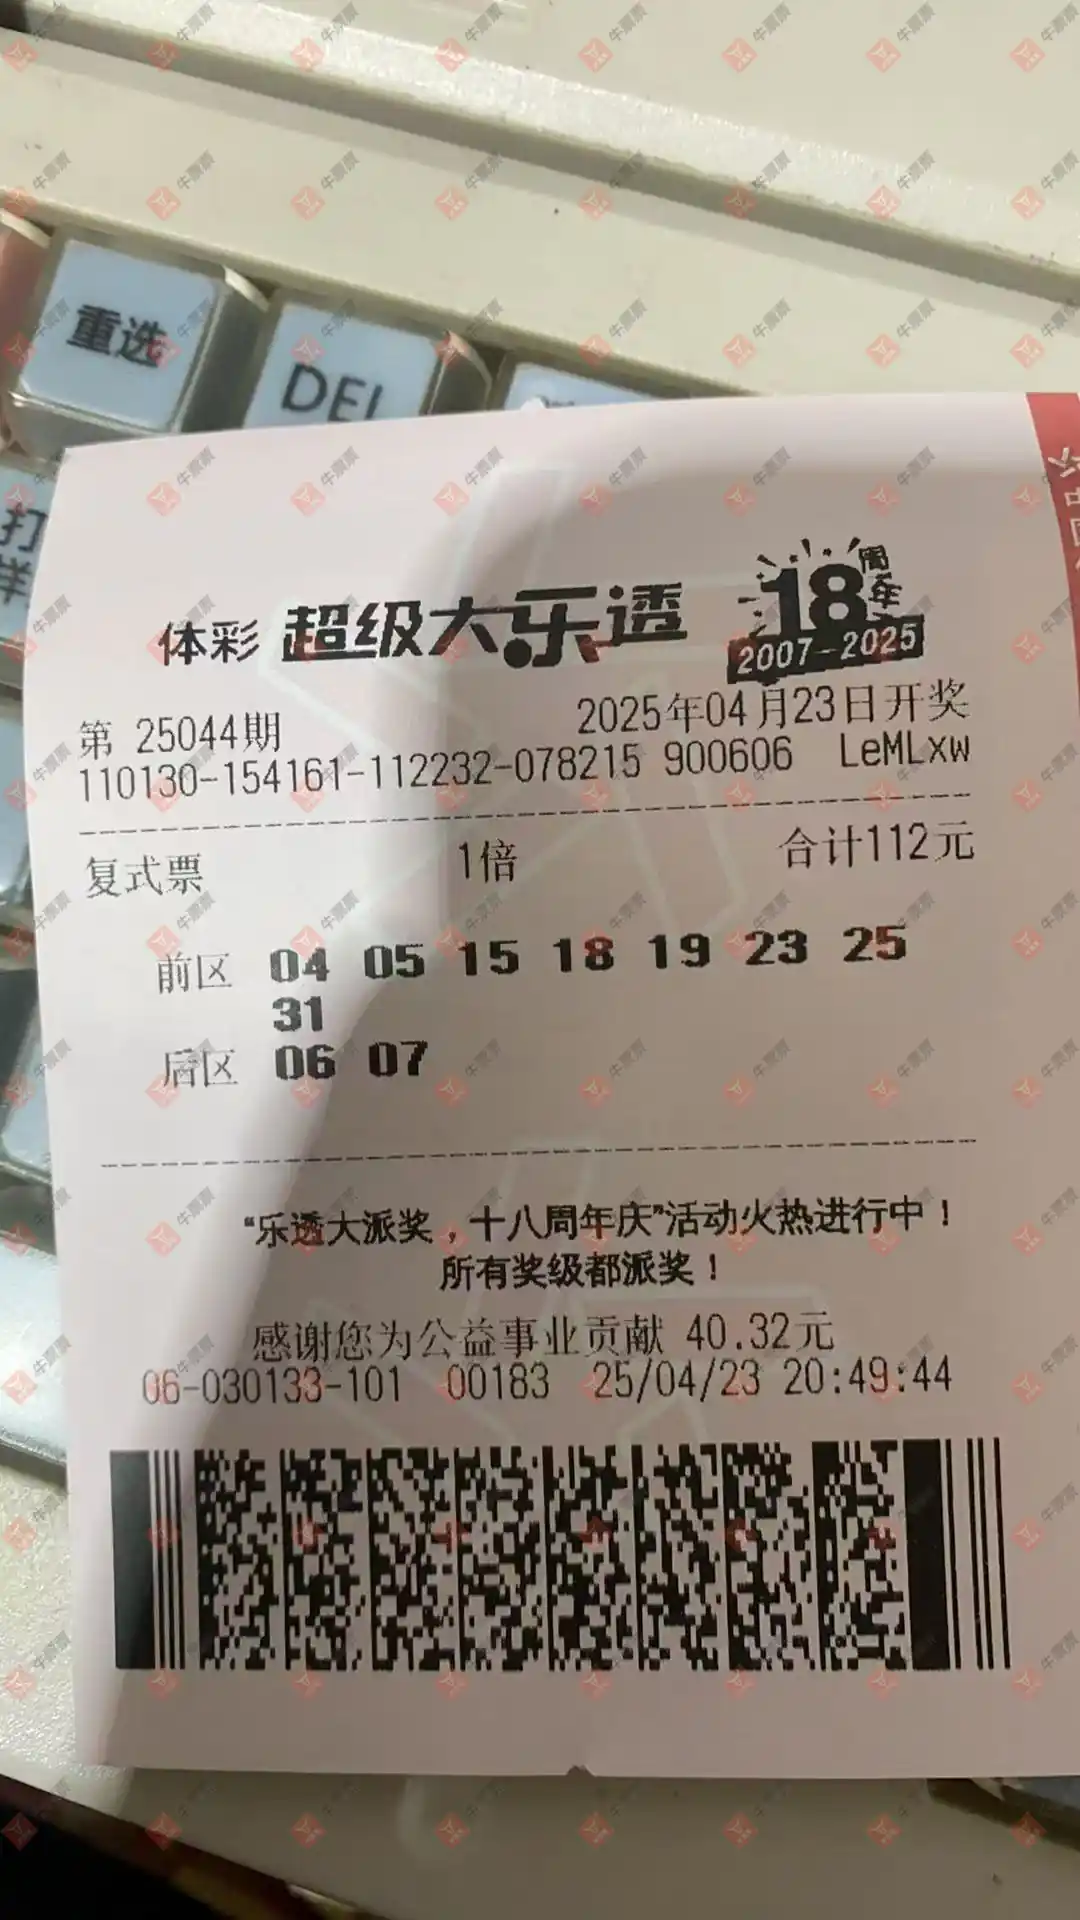 重选
DEL
打
样
体彩 超级大乐透 18周年
2007-2025
第 25044期 2025年04月23日开奖
110130-154161-112232-078215 900606 LeMLxw
复式票 1倍 合计112元
前区 04 05 15 18 19 23 25
31
后区 06 07
“乐透大派奖，十八周年庆”活动火热进行中！
所有奖级都派奖！
感谢您为公益事业贡献 40.32元
06-030133-101 00183 25/04/23 20:49:44
牛票票